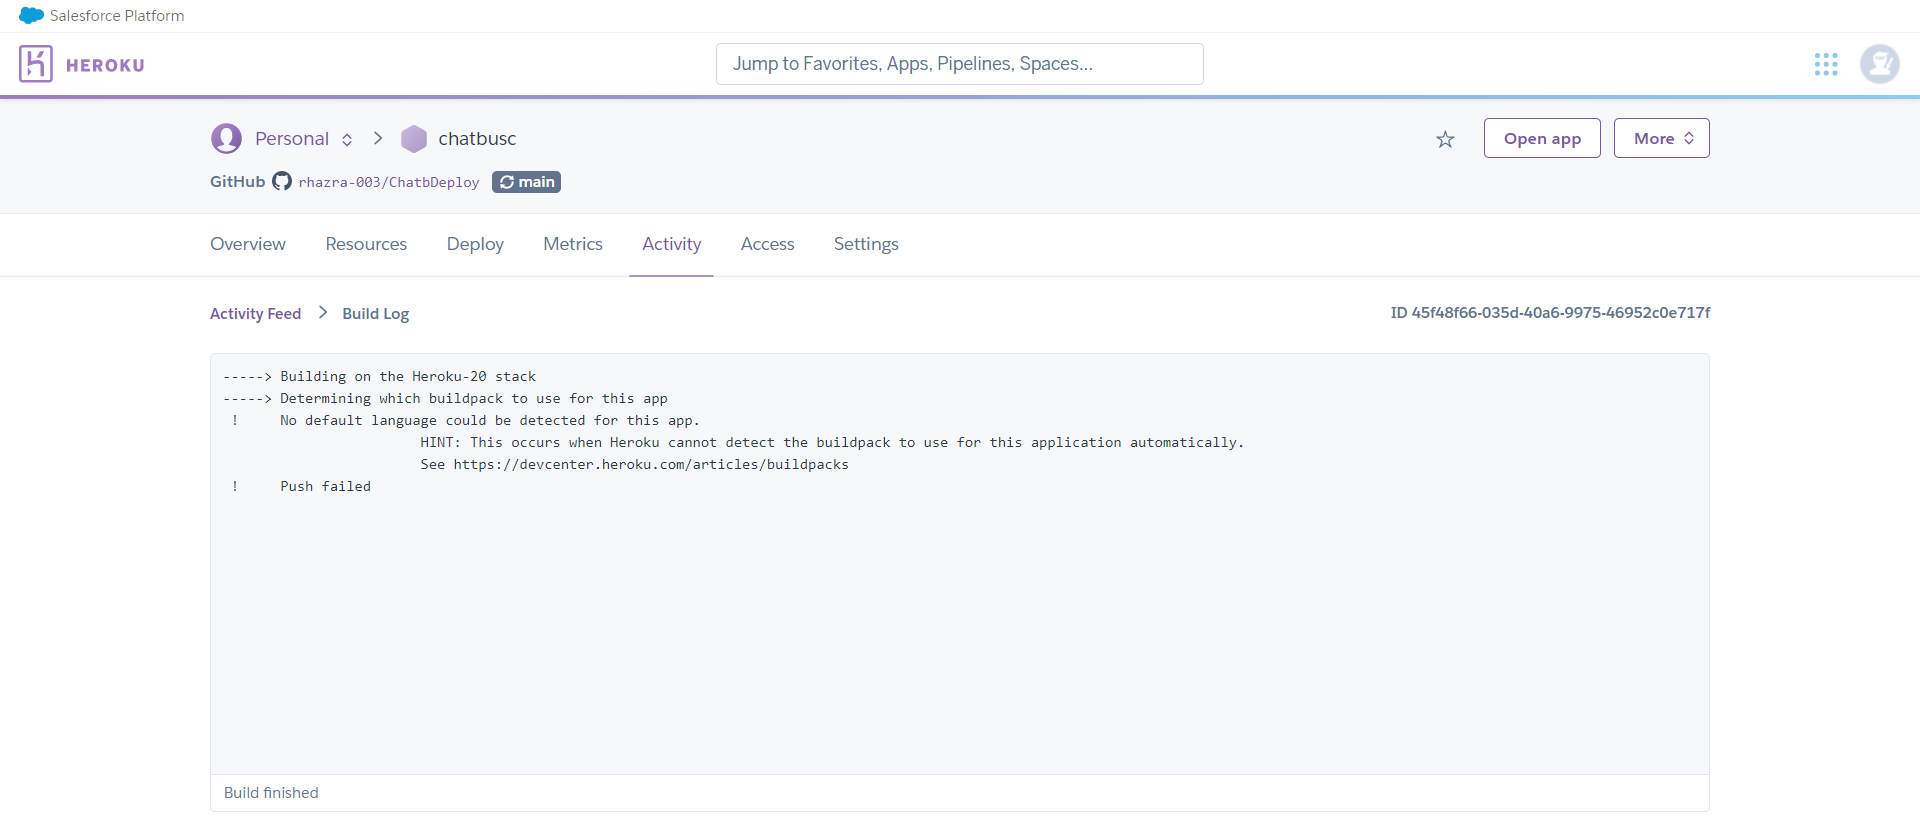 Salesforce Platform
HEROKU
Jump to Favorites, Apps, Pipelines, Spaces...
Personal
chatbusc
Open app
More
GitHub rhazra-003/ChatbDeploy main
Overview Resources Deploy Metrics Activity Access Settings
Activity Feed Build Log
ID 45f48f66-035d-40a6-9975-46952c0e717f
-----> Building on the Heroku-20 stack
-----> Determining which buildpack to use for this app
! No default language could be detected for this app.
HINT: This occurs when Heroku cannot detect the buildpack to use for this application automatically.
See https://devcenter.heroku.com/articles/buildpacks
! Push failed
Build finished